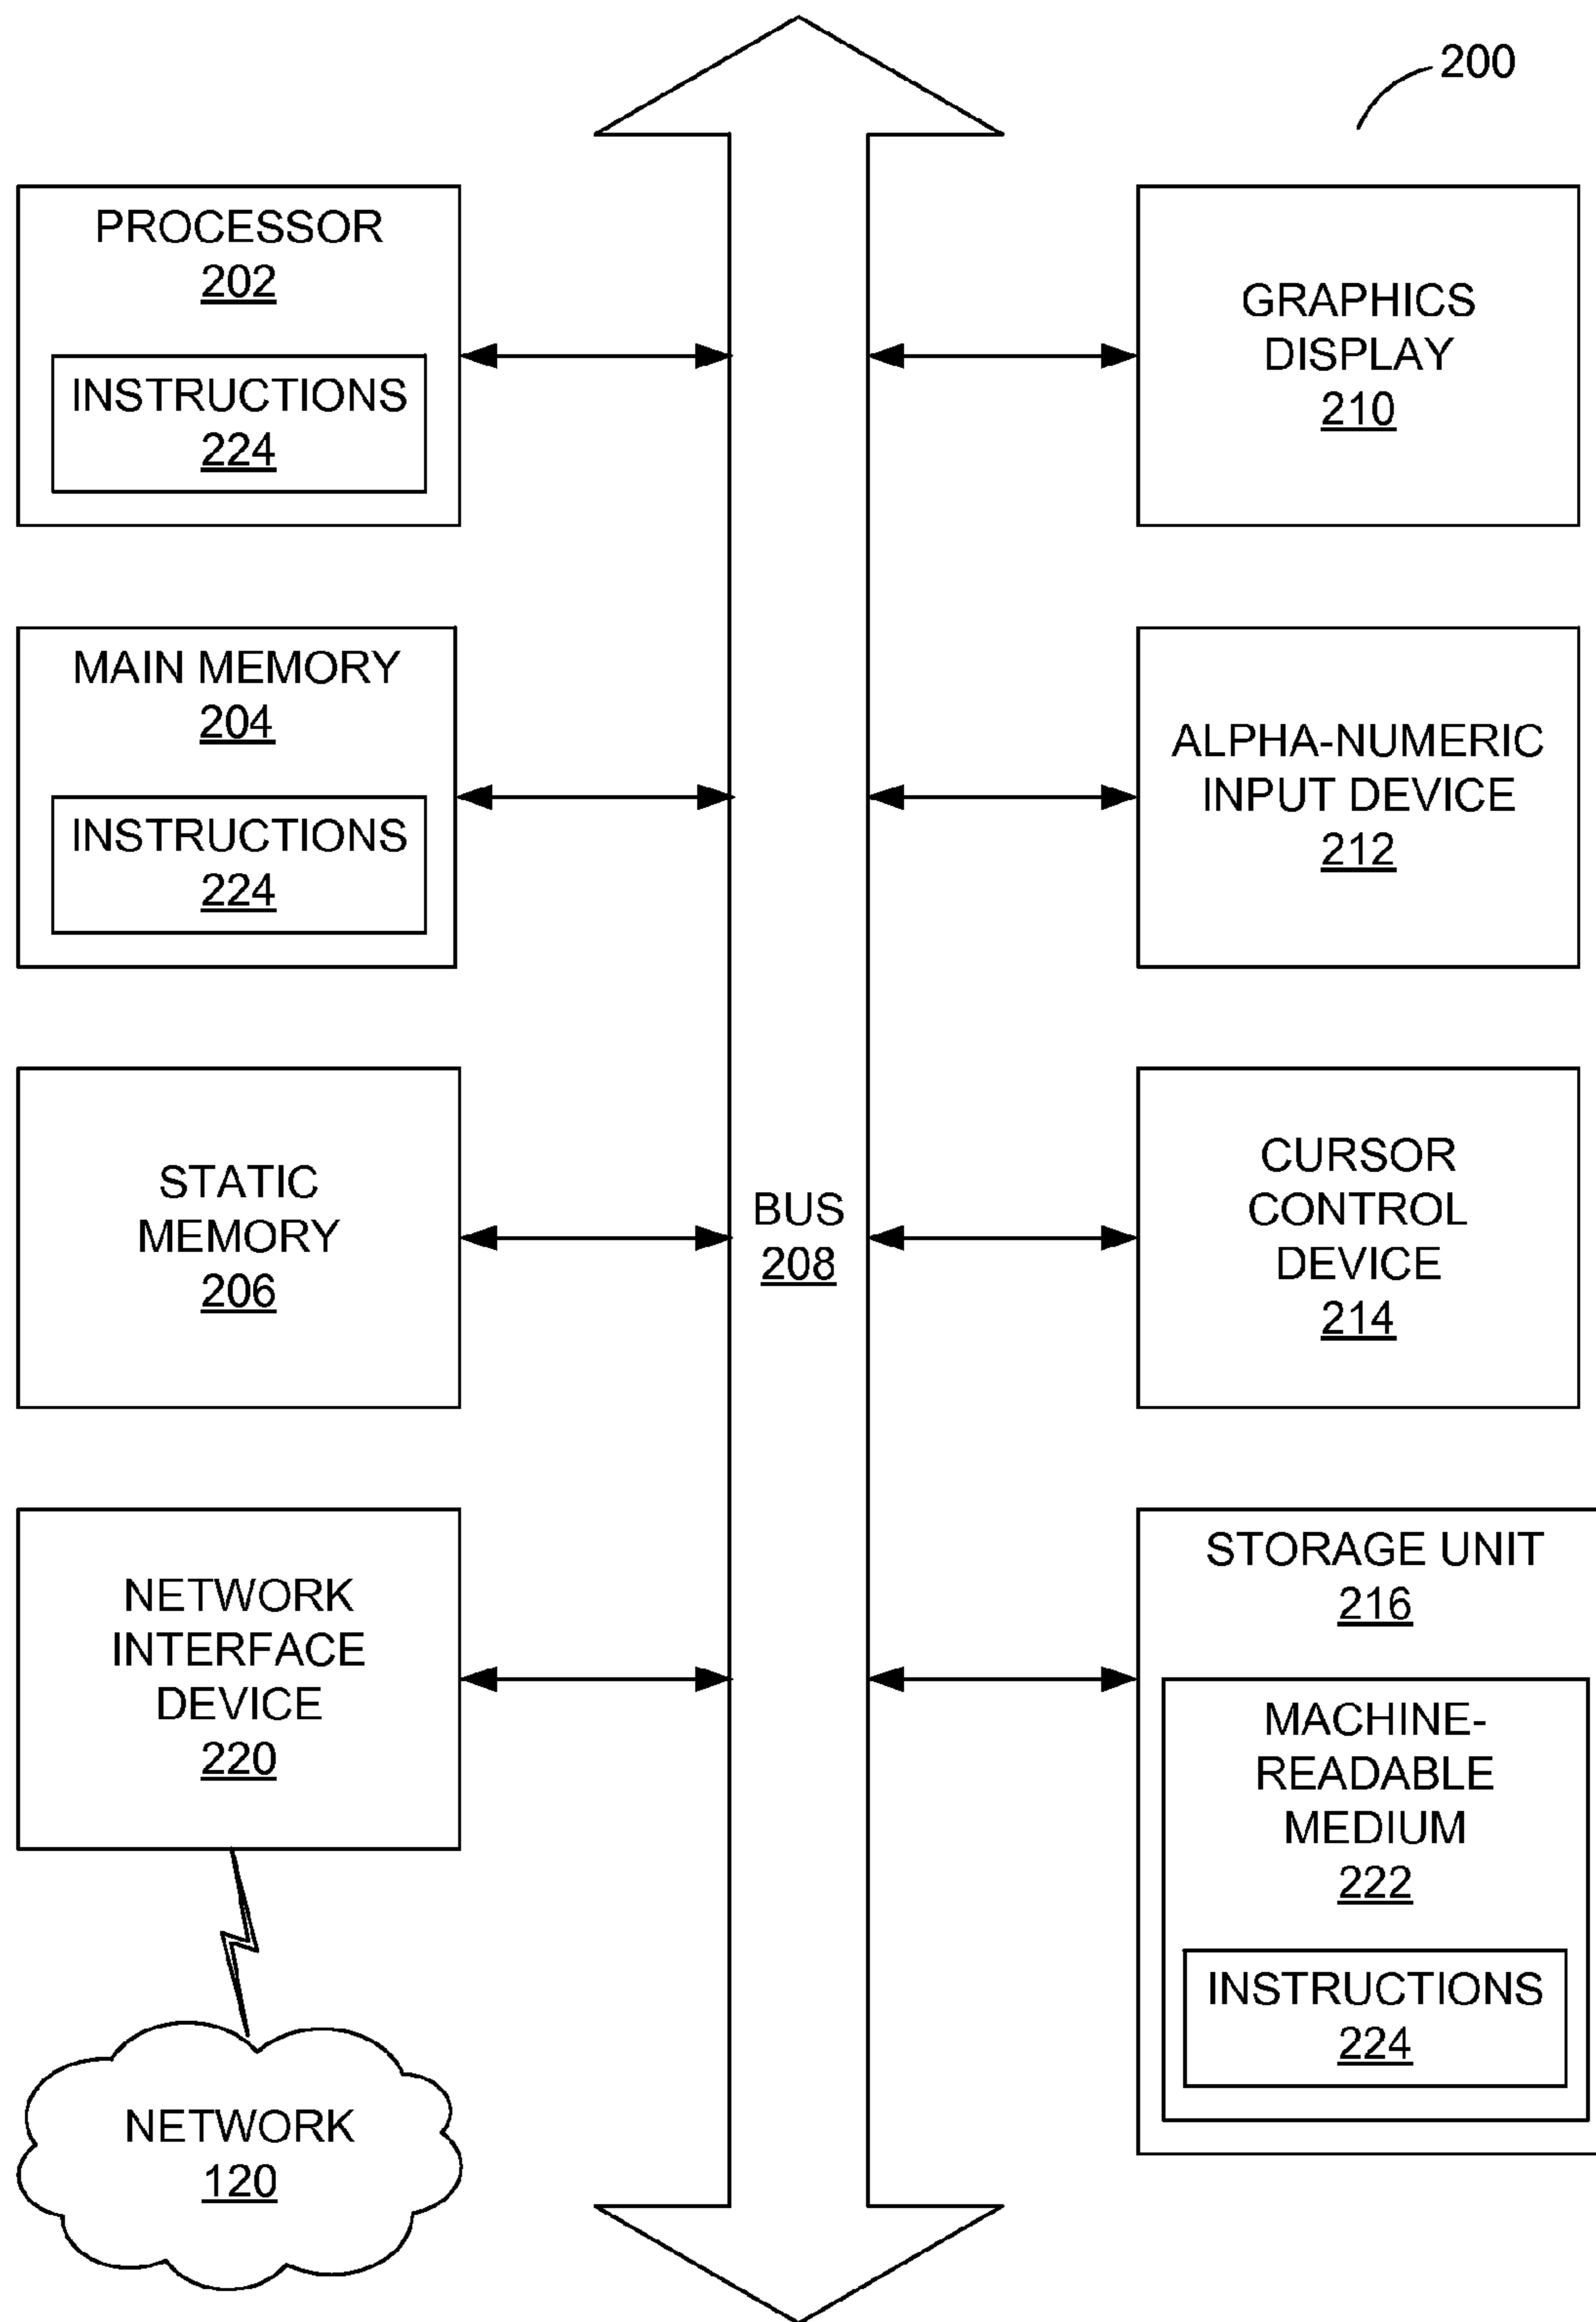 200
PROCESSOR
202
INSTRUCTIONS
224
MAIN MEMORY
204
INSTRUCTIONS
224
STATIC
MEMORY
206
NETWORK
INTERFACE
DEVICE
220
NETWORK
120
BUS
208
GRAPHICS
DISPLAY
210
ALPHA-NUMERIC
INPUT DEVICE
212
CURSOR
CONTROL
DEVICE
214
STORAGE UNIT
216
MACHINE-
READABLE
MEDIUM
222
INSTRUCTIONS
224